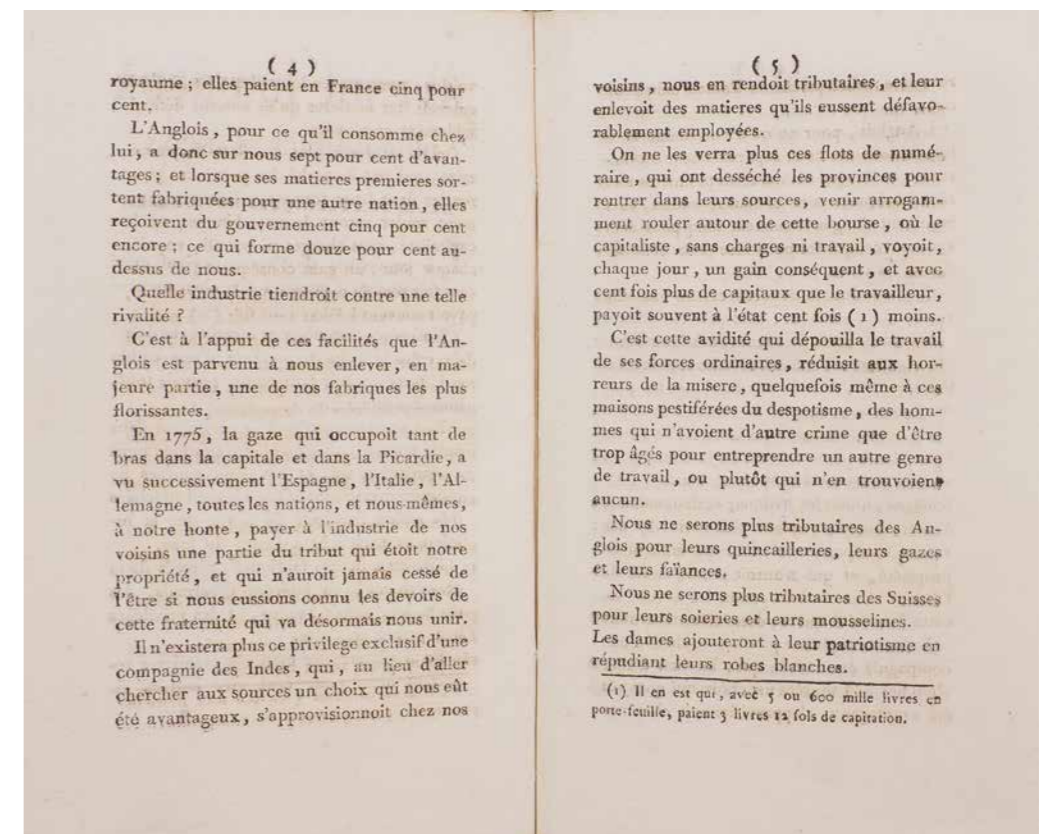 ( 4 )
royaume ; elles paient en France cinq pour
cent.
L'Anglois, pour ce qu'il consomme chez
lui, a donc sur nous sept pour cent d'avan-
tages ; et lorsque ses matieres premieres sor-
tent fabriquées pour une autre nation, elles
reçoivent du gouvernement cinq pour cent
encore ; ce qui forme douze pour cent au-
dessus de nous.
Quelle industrie tiendroit contre une telle
rivalité ?
C'est à l'appui de ces facilités que l'An-
glois est parvenu à nous enlever, en ma-
jeure partie, une de nos fabriques les plus
florissantes.
En 1775, la gaze qui occupoit tant de
bras dans la capitale et dans la Picardie, a
vu successivement l'Espagne, l'Italie, l'Al-
lemagne, toutes les nations, et nous-mêmes,
à notre honte, payer à l'industrie de nos
voisins une partie du tribut qui étoit notre
propriété, et qui n'auroit jamais cessé de
l'être si nous eussions connu les devoirs de
cette fraternité qui va désormais nous unir.
Il n'existera plus ce privilege exclusif d'une
compagnie des Indes, qui, au lieu d'aller
chercher aux sources un choix qui nous eût
été avantageux, s'approvisionnoit chez nos
( 5 )
voisins, nous en rendoit tributaires, et leur
enlevoit des matieres qu'ils eussent défavo-
rablement employées.
On ne les verra plus ces flots de numé-
raire, qui ont desséché les provinces pour
rentrer dans leurs sources, venir arrogam-
ment rouler autour de cette bourse, où le
capitaliste, sans charges ni travail, voyoit,
chaque jour, un gain conséquent, et avec
cent fois plus de capitaux que le travailleur,
payoit souvent à l'état cent fois (1) moins.
C'est cette avidité qui dépouilla le travail
de ses forces ordinaires, réduisit aux hor-
reurs de la misere, quelquefois même à ces
maisons pestiférées du despotisme, des hom-
mes qui n'avoient d'autre crime que d'être
trop âgés pour entreprendre un autre genre
de travail, ou plutôt qui n'en trouvoient
aucun.
Nous ne serons plus tributaires des An-
glois pour leurs quincailleries, leurs gazes
et leurs faïances.
Nous ne serons plus tributaires des Suisses
pour leurs soieries et leurs mousselines.
Les dames ajouteront à leur patriotisme en
répudiant leurs robes blanches.
(1) Il en est qui, avec 5 ou 600 mille livres en
porte-feuille, paient 3 livres 12 sols de capitation.